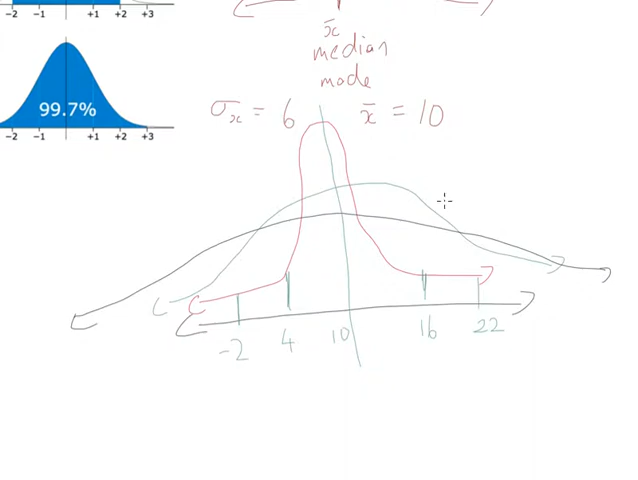 -2 -1 +1 +2 +3
99.7%
-2 -1 +1 +2 +3
x̄
median
mode
σx = 6 x̄ = 10
-2 4 10 16 22